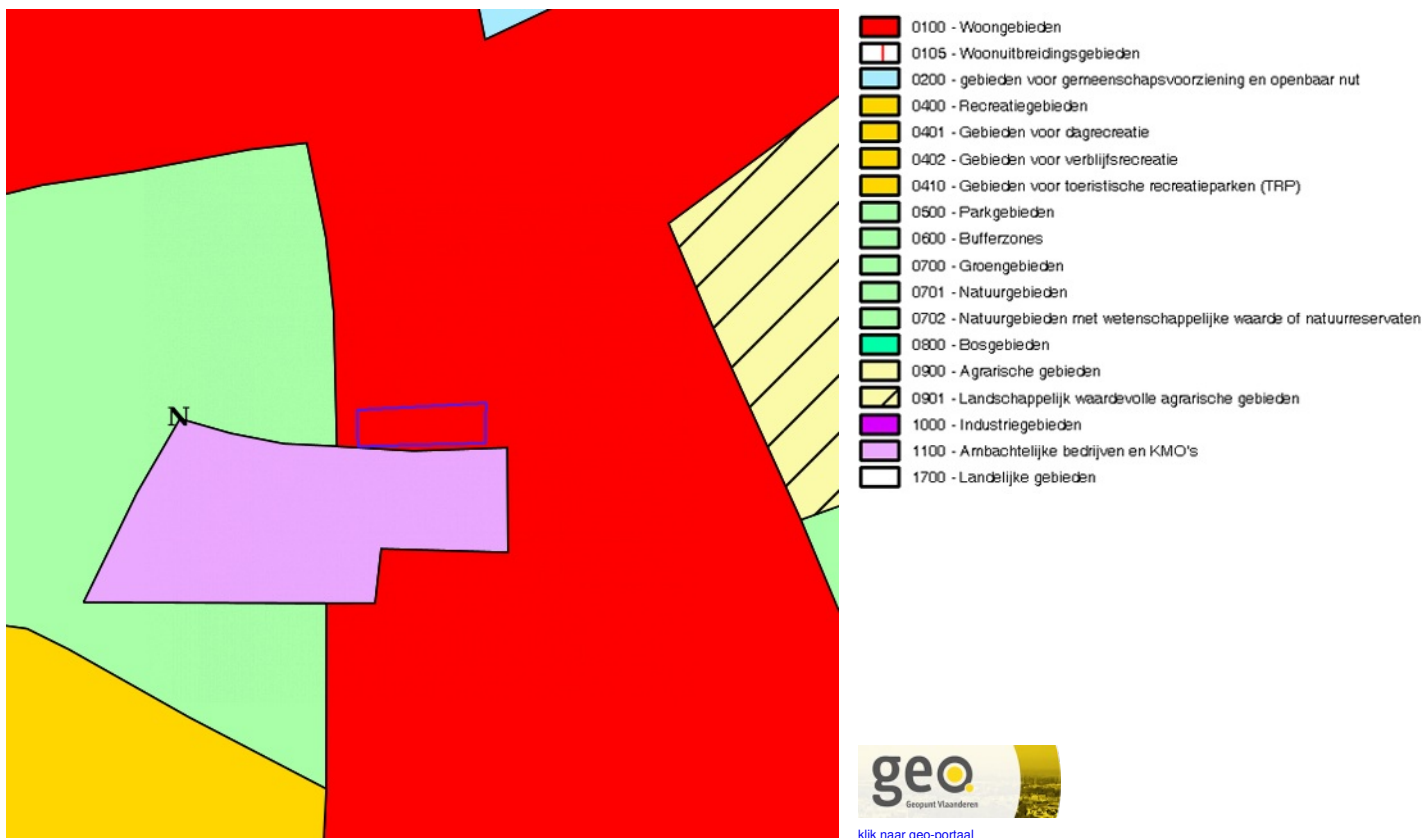 0100 - Woongebieden
0105 - Woonuitbreidingsgebieden
0200 - gebieden voor gemeenschapsvoorziening en openbaar nut
0400 - Recreatiegebieden
0401 - Gebieden voor dagrecreatie
0402 - Gebieden voor verblijfsrecreatie
0410 - Gebieden voor toeristische recreatieparken (TRP)
0500 - Parkgebieden
0600 - Bufferzones
0700 - Groengebieden
0701 - Natuurgebieden
0702 - Natuurgebieden met wetenschappelijke waarde of natuurreservaten
0800 - Bosgebieden
0900 - Agrarische gebieden
0901 - Landschappelijk waardevolle agrarische gebieden
1000 - Industriegebieden
1100 - Ambachtelijke bedrijven en KMO's
1700 - Landelijke gebieden
N
geo
Geopunt Vlaanderen
klik naar geo-portaal